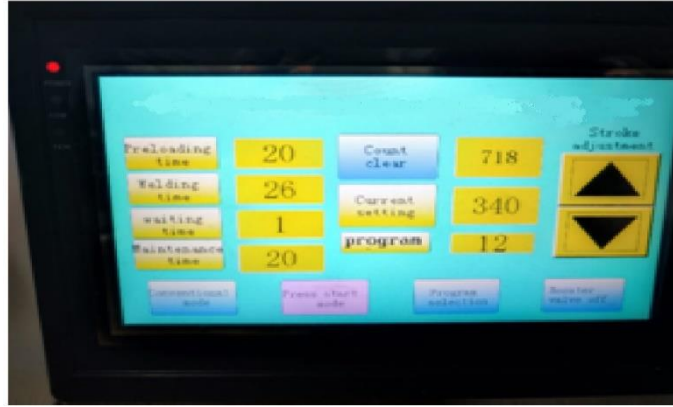 Stroke
adjustment
Preloading
time
20
Count
clear
718
Welding
time
26
Current
setting
340
waiting
time
1
program
12
Maintenance
time
20
Conventional
mode
Press start
mode
Program
selection
Booster
valve off